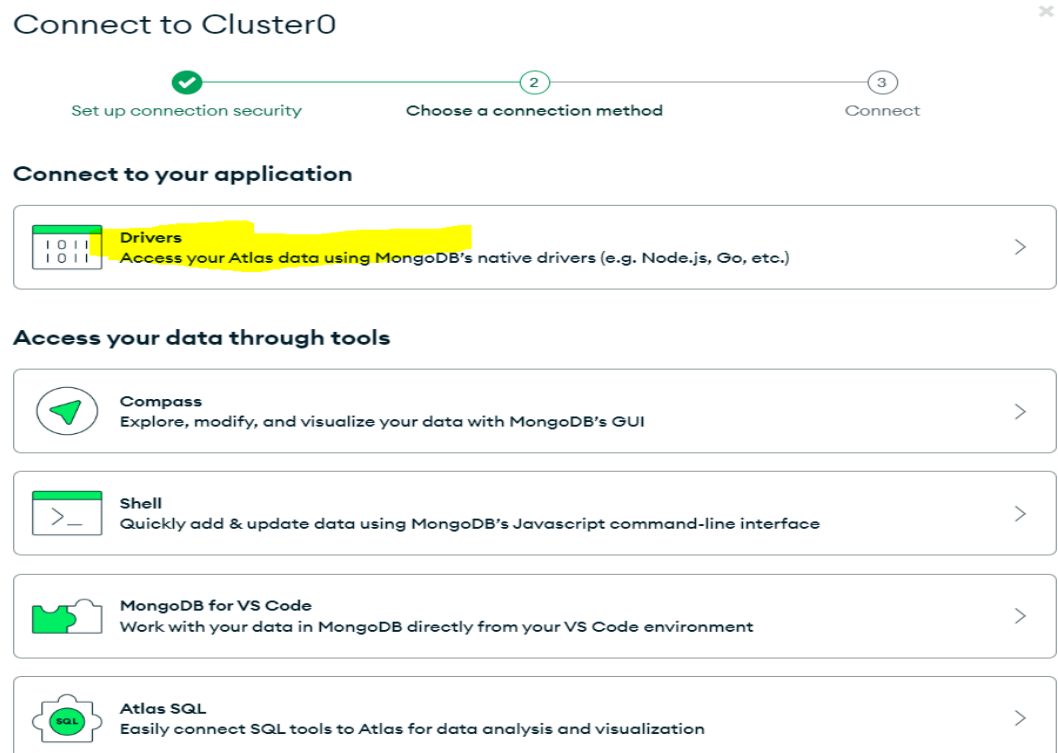 Connect to Cluster0
2
3
Set up connection security
Choose a connection method
Connect
Connect to your application
1011
1011
Drivers
Access your Atlas data using MongoDB's native drivers (e.g. Node.js, Go, etc.)
Access your data through tools
Compass
Explore, modify, and visualize your data with MongoDB's GUI
>_
Shell
Quickly add & update data using MongoDB's Javascript command-line interface
MongoDB for VS Code
Work with your data in MongoDB directly from your VS Code environment
SQL
Atlas SQL
Easily connect SQL tools to Atlas for data analysis and visualization